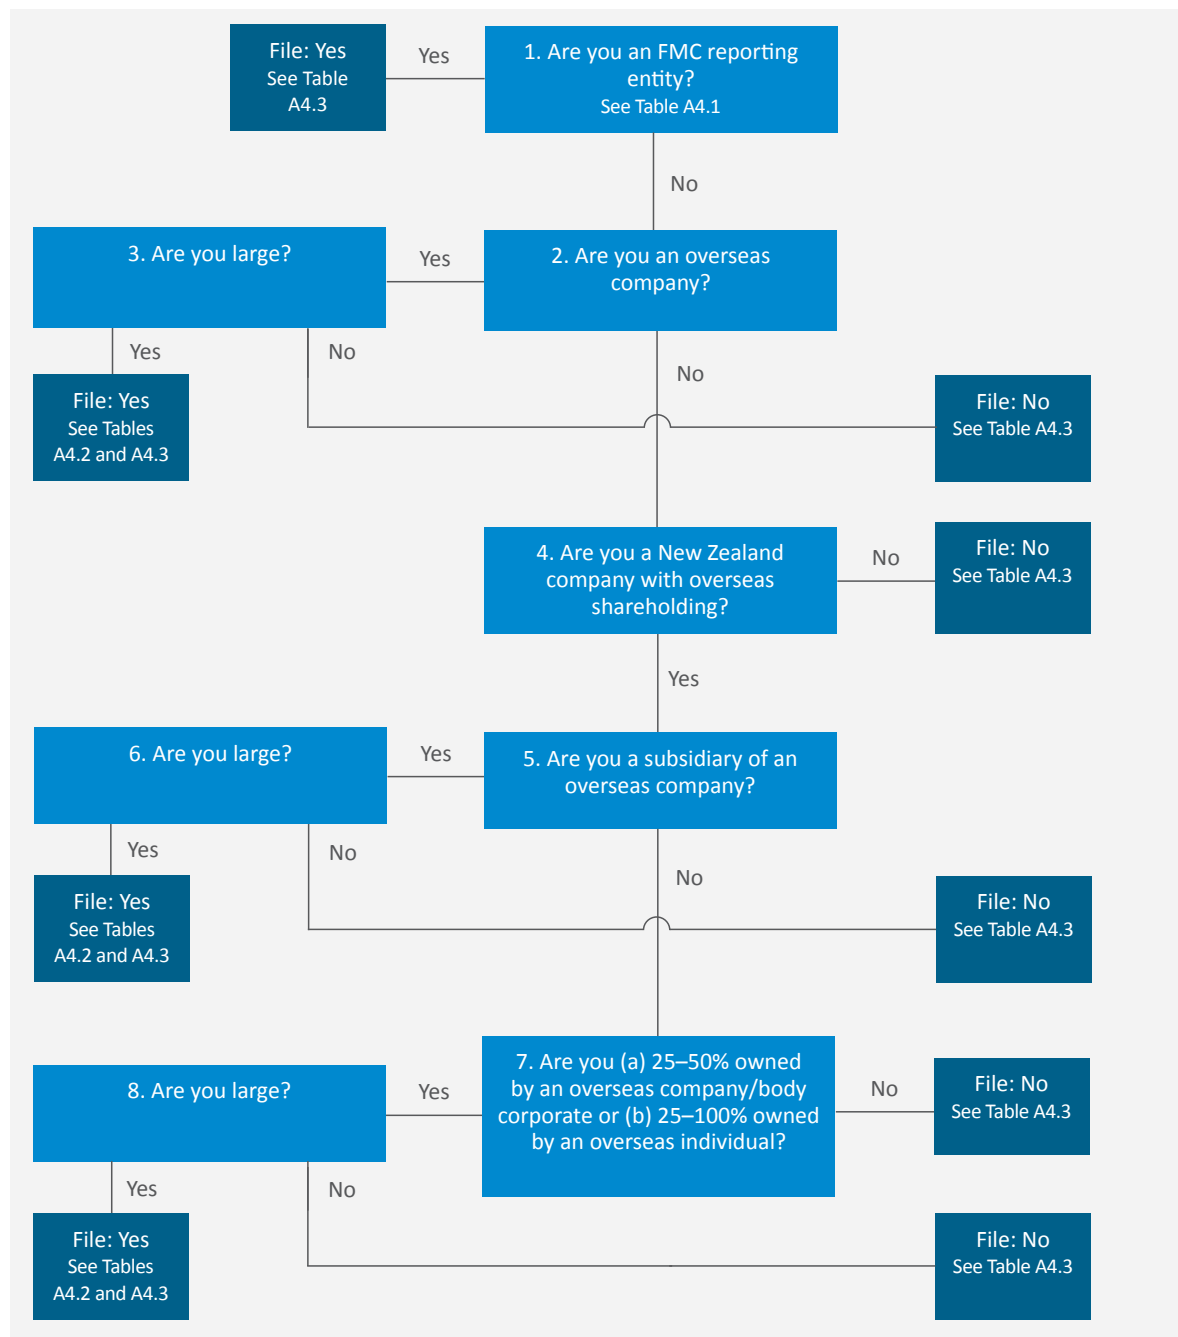 File: Yes
See Table
A4.3
Yes
1. Are you an FMC reporting
entity?
See Table A4.1
No
3. Are you large?
Yes
2. Are you an overseas
company?
Yes
No
No
File: Yes
See Tables
A4.2 and A4.3
File: No
See Table A4.3
4. Are you a New Zealand
company with overseas
shareholding?
No
File: No
See Table A4.3
Yes
6. Are you large?
Yes
5. Are you a subsidiary of an
overseas company?
Yes
No
No
File: Yes
See Tables
A4.2 and A4.3
File: No
See Table A4.3
8. Are you large?
Yes
7. Are you (a) 25–50% owned
by an overseas company/body
corporate or (b) 25–100% owned
by an overseas individual?
No
File: No
See Table A4.3
Yes
No
File: Yes
See Tables
A4.2 and A4.3
File: No
See Table A4.3